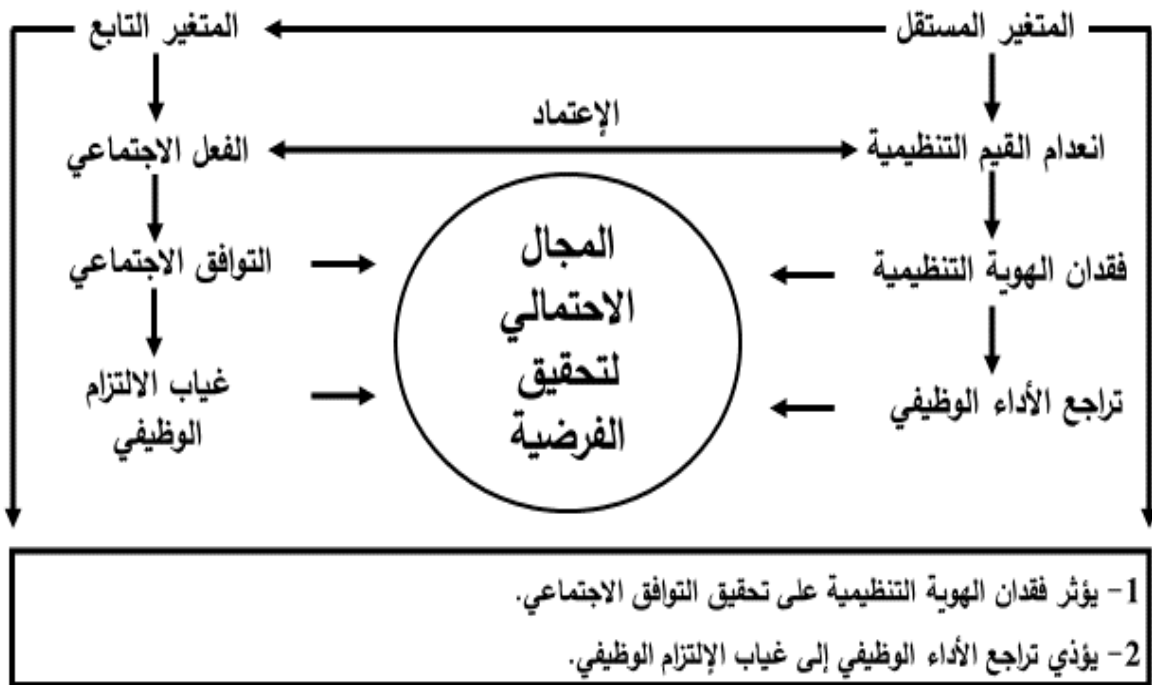 المتغير المستقل
المتغير التابع
الإعتماد
انعدام القيم التنظيمية
الفعل الاجتماعي
فقدان الهوية التنظيمية
التوافق الاجتماعي
تراجع الأداء الوظيفي
غياب الالتزام
الوظيفي
المجال
الاحتمالي
لتحقيق
الفرضية
1- يؤثر فقدان الهوية التنظيمية على تحقيق التوافق الاجتماعي.
2- يؤذي تراجع الأداء الوظيفي إلى غياب الإلتزام الوظيفي.